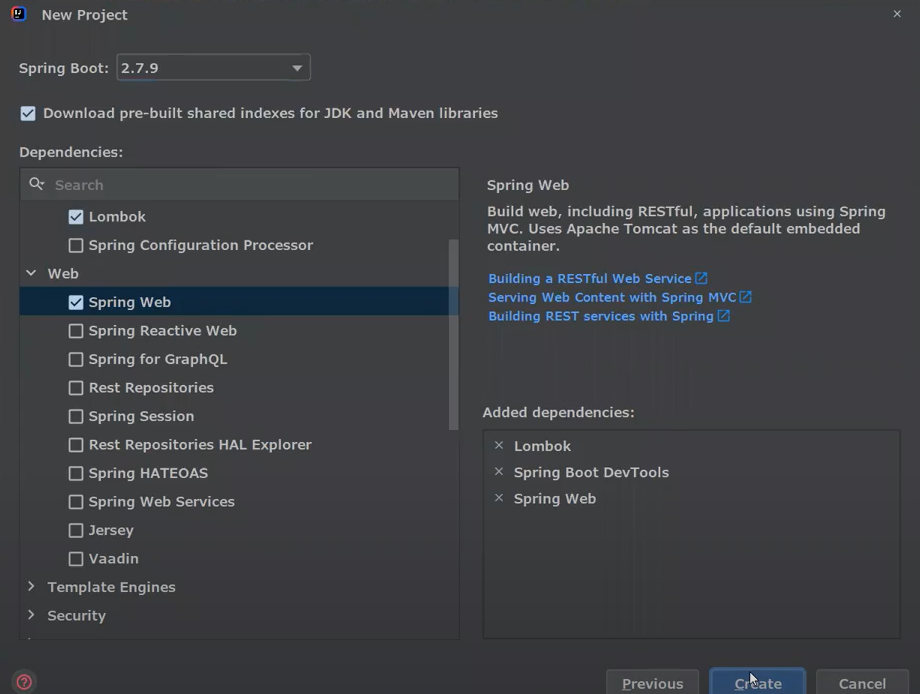 New Project
Spring Boot: 2.7.9
Download pre-built shared indexes for JDK and Maven libraries
Dependencies:
Search
Lombok
Spring Configuration Processor
Web
Spring Web
Spring Reactive Web
Spring for GraphQL
Rest Repositories
Spring Session
Rest Repositories HAL Explorer
Spring HATEOAS
Spring Web Services
Jersey
Vaadin
Template Engines
Security
Spring Web
Build web, including RESTful, applications using Spring
MVC. Uses Apache Tomcat as the default embedded
container.
Building a RESTful Web Service
Serving Web Content with Spring MVC
Building REST services with Spring
Added dependencies:
Lombok
Spring Boot DevTools
Spring Web
Previous
Create
Cancel